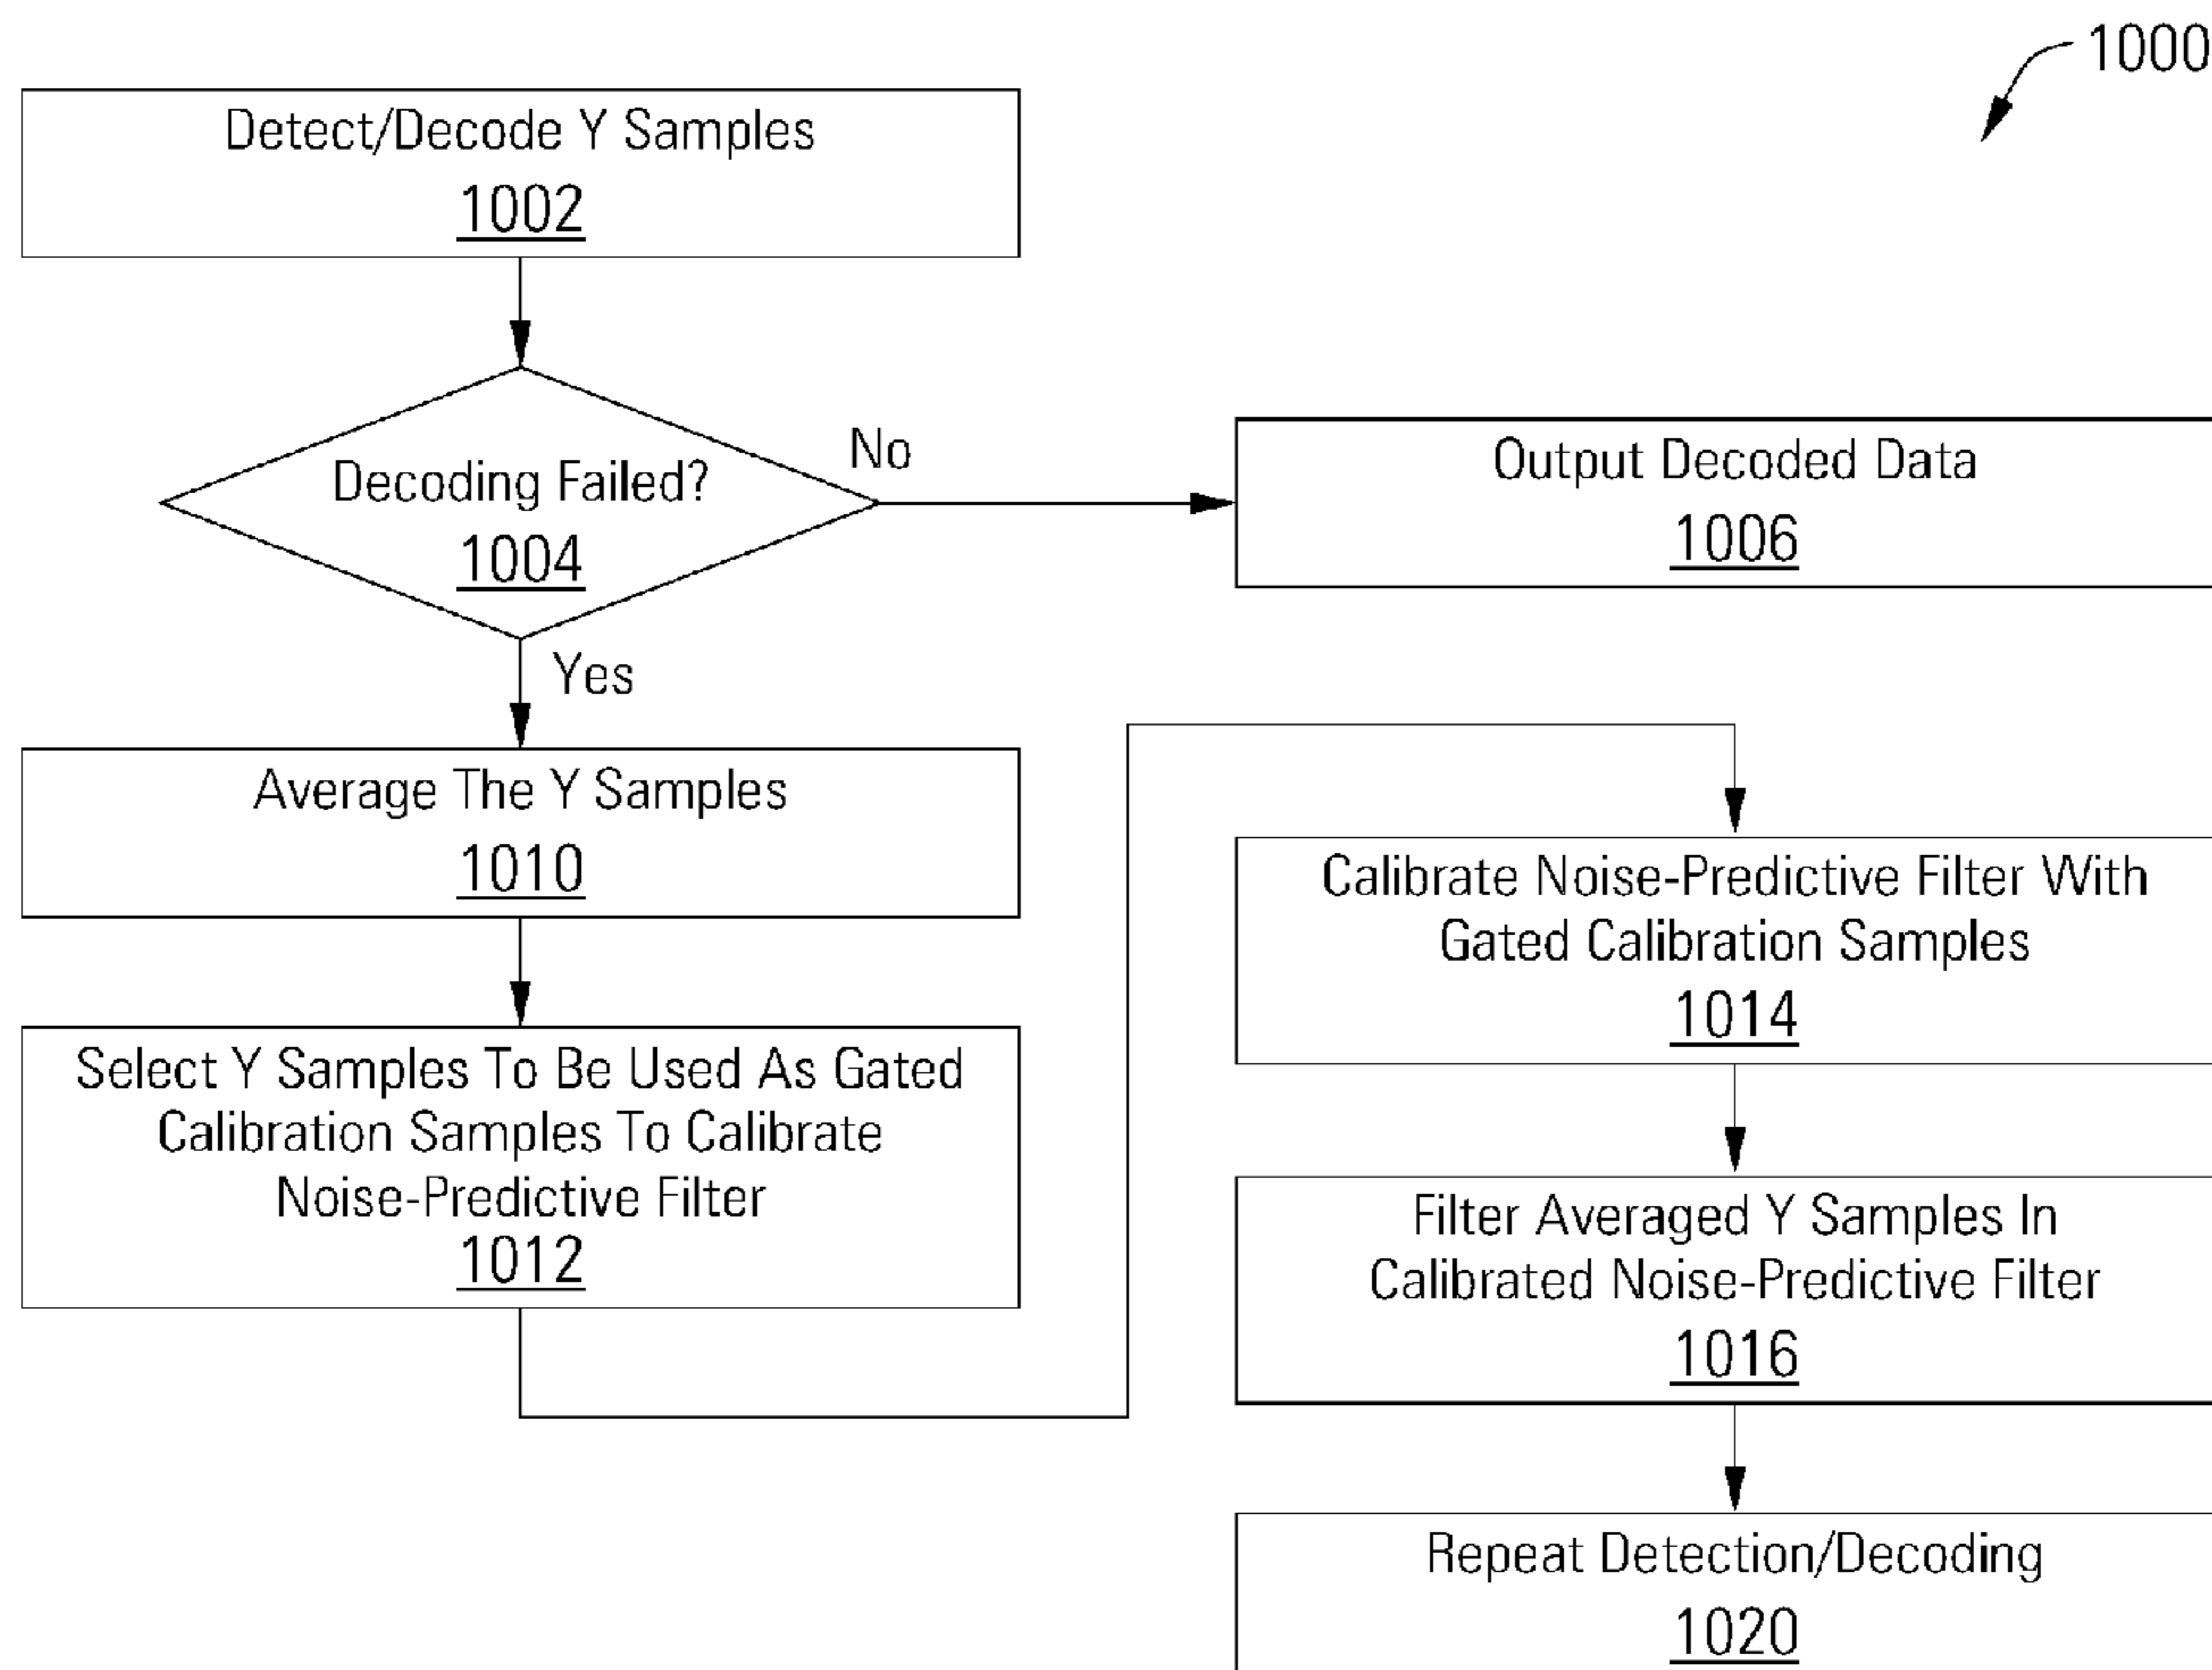 1000
Detect/Decode Y Samples
1002
Decoding Failed?
1004
No
Output Decoded Data
1006
Yes
Average The Y Samples
1010
Select Y Samples To Be Used As Gated
Calibration Samples To Calibrate
Noise-Predictive Filter
1012
Calibrate Noise-Predictive Filter With
Gated Calibration Samples
1014
Filter Averaged Y Samples In
Calibrated Noise-Predictive Filter
1016
Repeat Detection/Decoding
1020